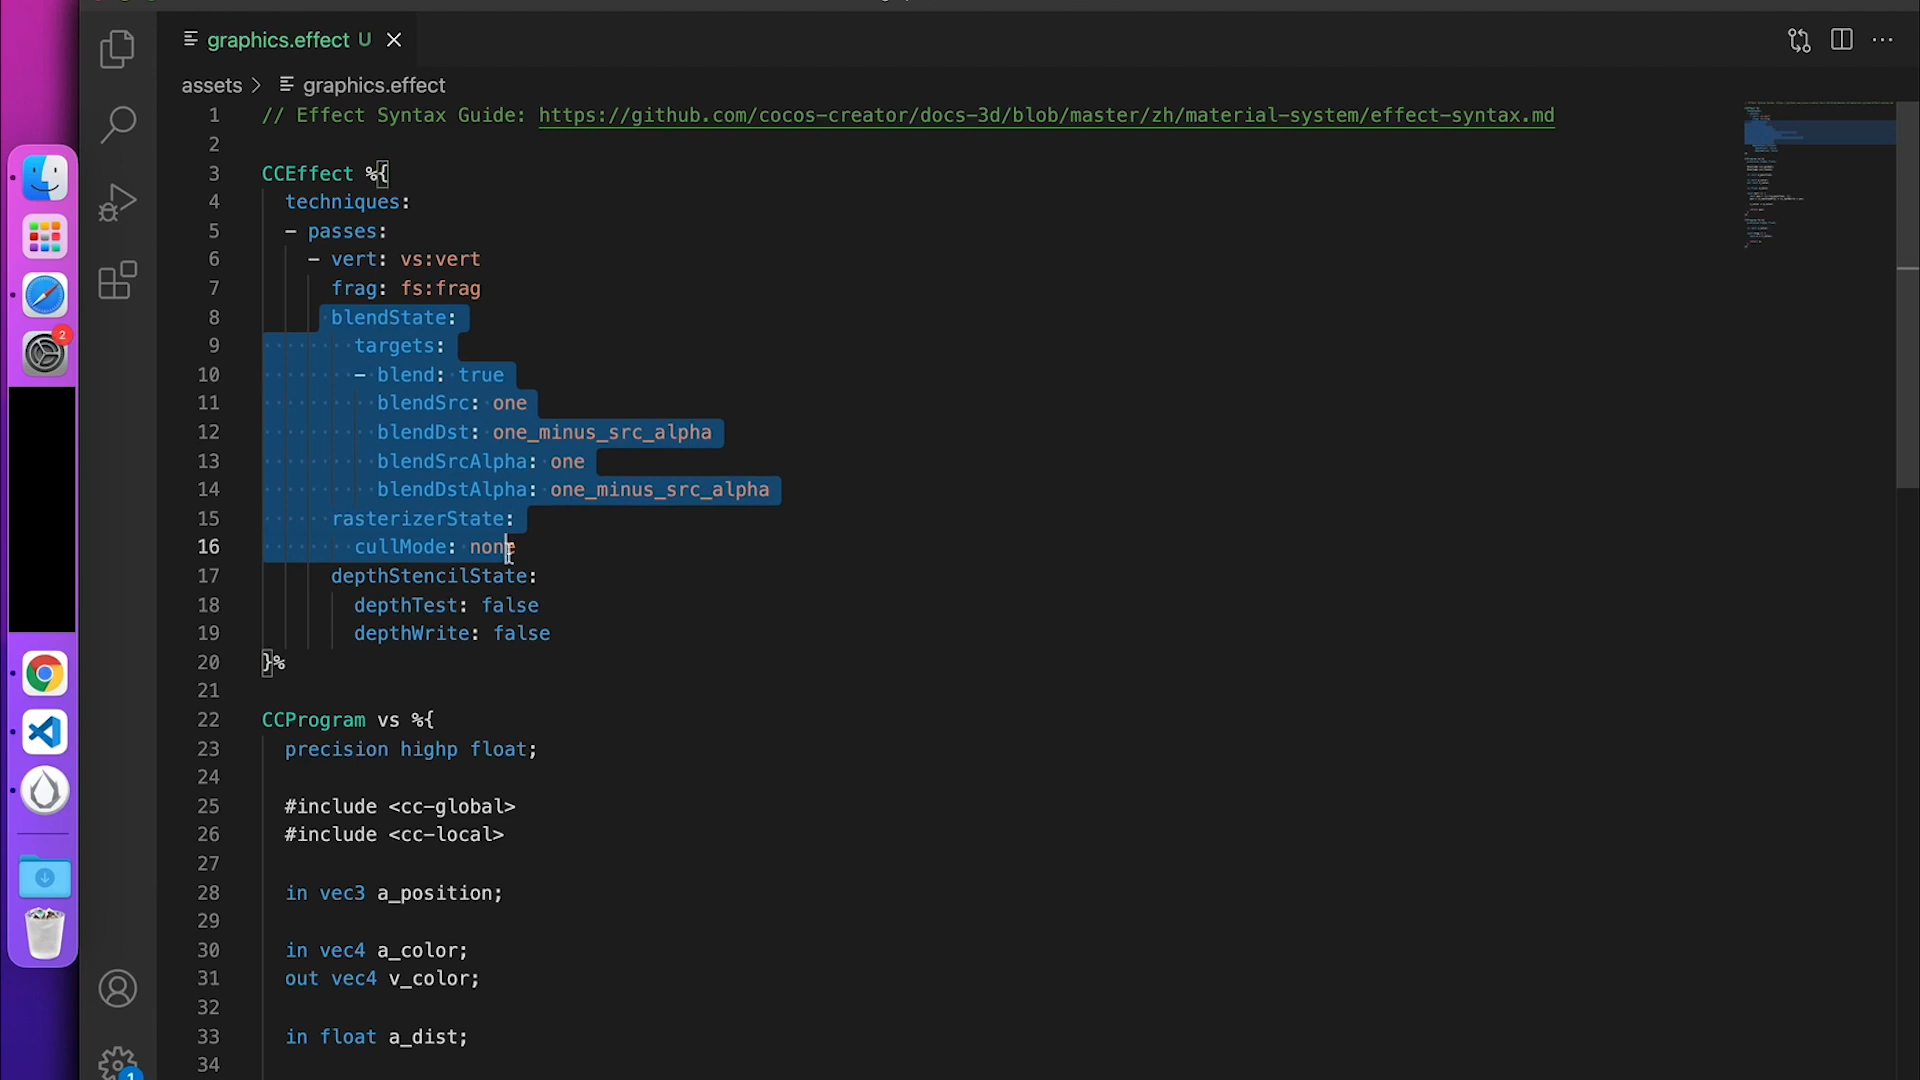 graphics.effect U
assets > graphics.effect
1 // Effect Syntax Guide: https://github.com/cocos-creator/docs-3d/blob/master/zh/material-system/effect-syntax.md
2
3 CCEffect %{
4 techniques:
5 - passes:
6 - vert: vs:vert
7 frag: fs:frag
8 blendState:
9 targets:
10 - blend: true
11 blendSrc: one
12 blendDst: one_minus_src_alpha
13 blendSrcAlpha: one
14 blendDstAlpha: one_minus_src_alpha
15 rasterizerState:
16 cullMode: none
17 depthStencilState:
18 depthTest: false
19 depthWrite: false
20 }%
21
22 CCProgram vs %{
23 precision highp float;
24
25 #include <cc-global>
26 #include <cc-local>
27
28 in vec3 a_position;
29
30 in vec4 a_color;
31 out vec4 v_color;
32
33 in float a_dist;
34
2
1